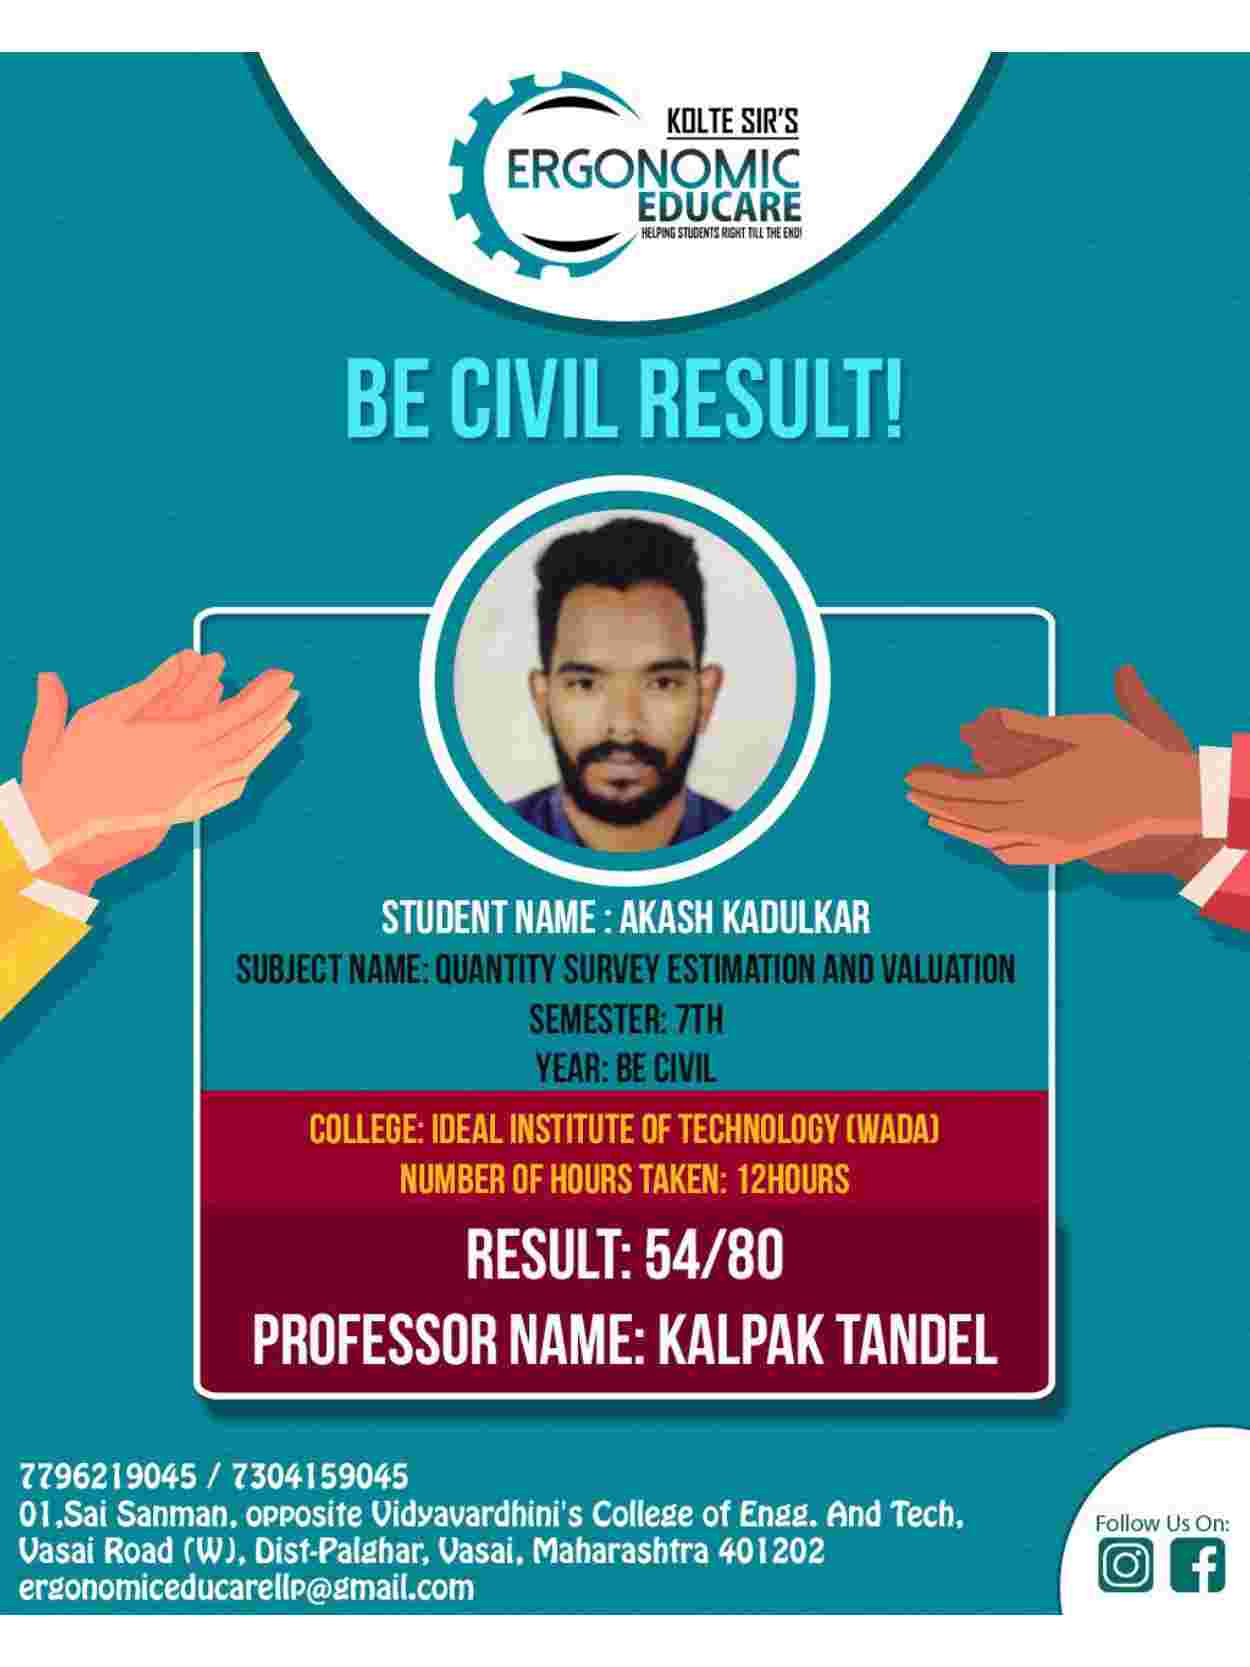 KOLTE SIR'S
ERGONOMIC
EDUCARE
HELPING STUDENTS RIGHT TILL THE END!
BE CIVIL RESULT!
STUDENT NAME : AKASH KADULKAR
SUBJECT NAME: QUANTITY SURVEY ESTIMATION AND VALUATION
SEMESTER: 7TH
YEAR: BE CIVIL
COLLEGE: IDEAL INSTITUTE OF TECHNOLOGY (WADA)
NUMBER OF HOURS TAKEN: 12HOURS
RESULT: 54/80
PROFESSOR NAME: KALPAK TANDEL
7796219045 / 7304159045
01,Sai Sanman, opposite Vidyavardhini's College of Engg. And Tech,
Vasai Road (W), Dist-Palghar, Vasai, Maharashtra 401202
ergonomiceducarellp@gmail.com
Follow Us On: